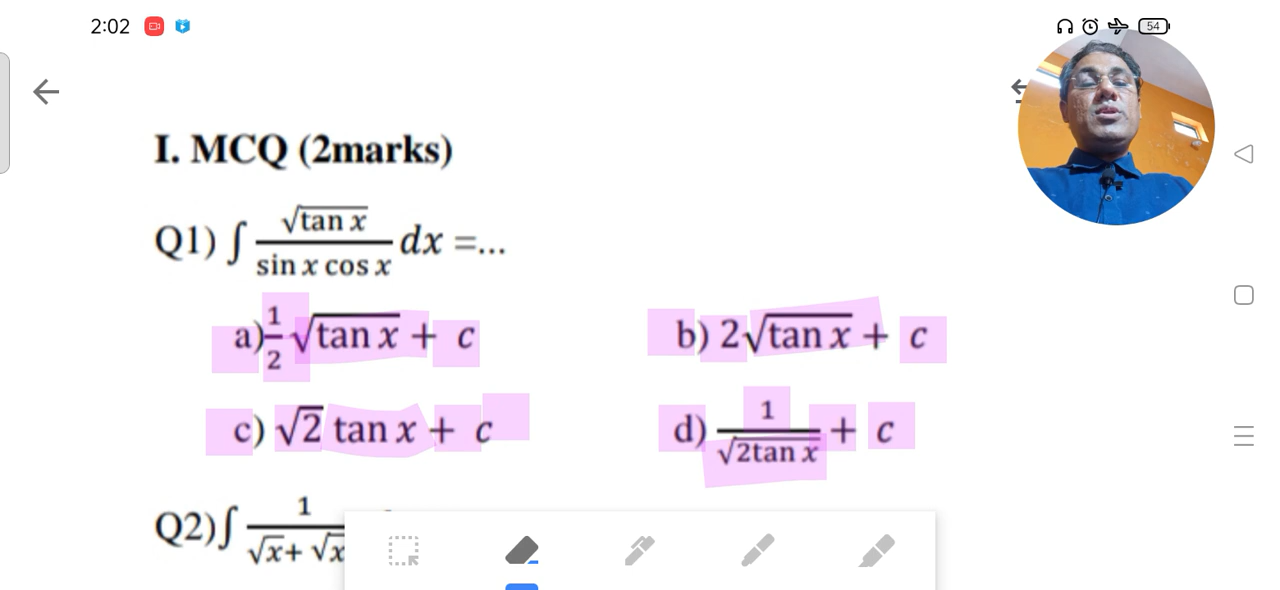 2:02 54
I. MCQ (2marks)
Q1) ∫ √tan x / sin x cos x dx =...
a) 1/2 √tan x + c b) 2√tan x + c
c) √2 tan x + c d) 1/√2tan x + c
Q2)∫ 1/√x+ √x